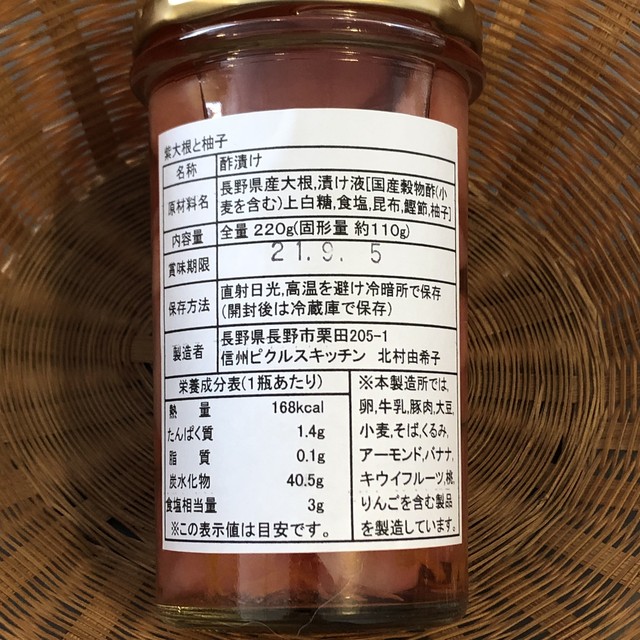 紫大根と柚子
名称 酢漬け
原材料名 長野県産大根,漬け液[国産穀物酢(小
麦を含む)上白糖,食塩,昆布,鰹節,柚子]
内容量 全量 220g(固形量 約110g)
賞味期限 21.9.5
保存方法 直射日光,高温を避け冷暗所で保存
(開封後は冷蔵庫で保存)
製造者 長野県長野市栗田205-1
信州ピクルスキッチン 北村由希子
栄養成分表(1瓶あたり)
熱量 168kcal
たんぱく質 1.4g
脂質 0.1g
炭水化物 40.5g
食塩相当量 3g
※この表示値は目安です。
※本製造所では,
卵,牛乳,豚肉,大豆,
小麦,そば,くるみ,
アーモンド,バナナ,
キウイフルーツ,桃,
りんごを含む製品
を製造しています。